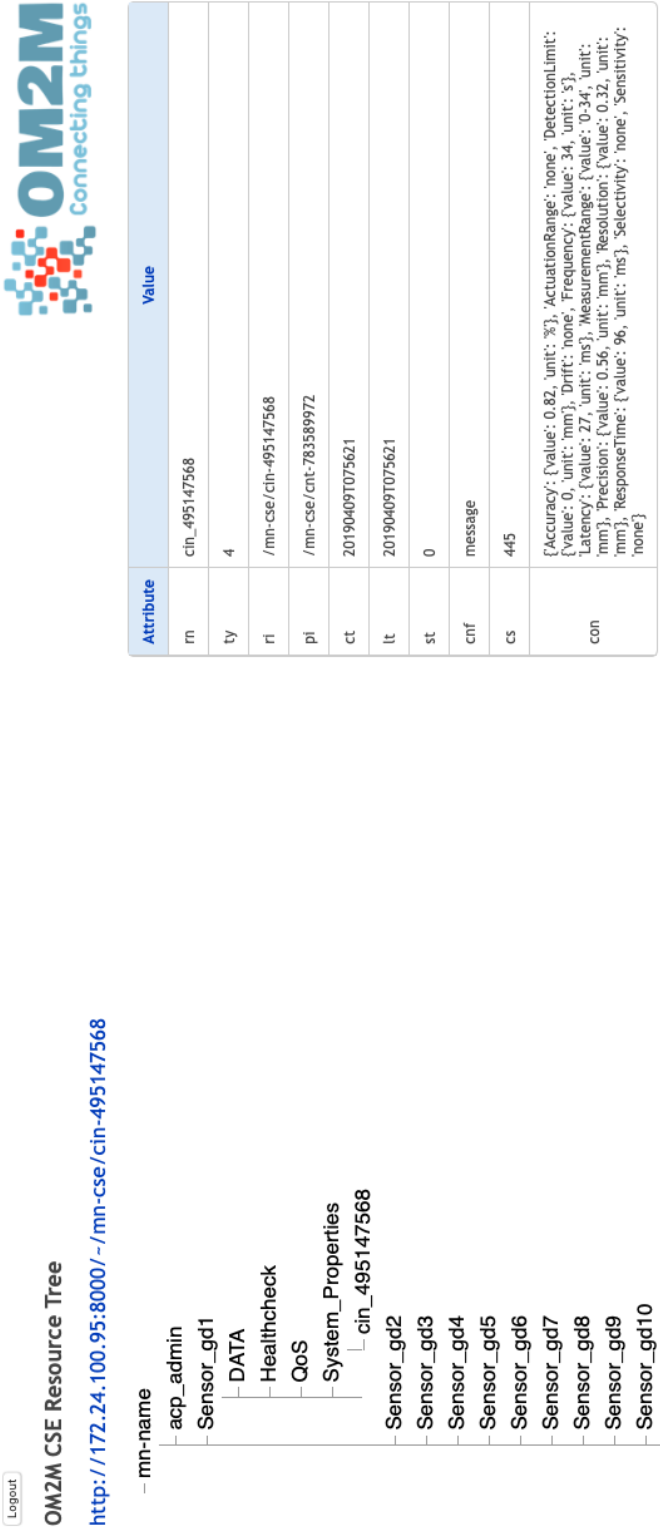 Logout
OM2M
Connecting things
OM2M CSE Resource Tree
http://172.24.100.95:8000/~/mn-cse/cin-495147568
mn-name
acp_admin
Sensor_gd1
DATA
Healthcheck
QoS
System_Properties
cin_495147568
Sensor_gd2
Sensor_gd3
Sensor_gd4
Sensor_gd5
Sensor_gd6
Sensor_gd7
Sensor_gd8
Sensor_gd9
Sensor_gd10
Attribute Value
rn cin_495147568
ty 4
ri /mn-cse/cin-495147568
pi /mn-cse/cnt-783589972
ct 20190409T075621
lt 20190409T075621
st 0
cnf message
cs 445
con
{'Accuracy': {'value': 0.82, 'unit': '%'}, 'ActuationRange': 'none', 'DetectionLimit':
{'value': 0, 'unit': 'mm'}, 'Drift': 'none', 'Frequency': {'value': 34, 'unit': 's'},
'Latency': {'value': 27, 'unit': 'ms'}, 'MeasurementRange': {'value': '0-34', 'unit':
'mm'}, 'Precision': {'value': 0.56, 'unit': 'mm'}, 'Resolution': {'value': 0.32, 'unit':
'mm'}, 'ResponseTime': {'value': 96, 'unit': 'ms'}, 'Selectivity': 'none', 'Sensitivity':
'none'}